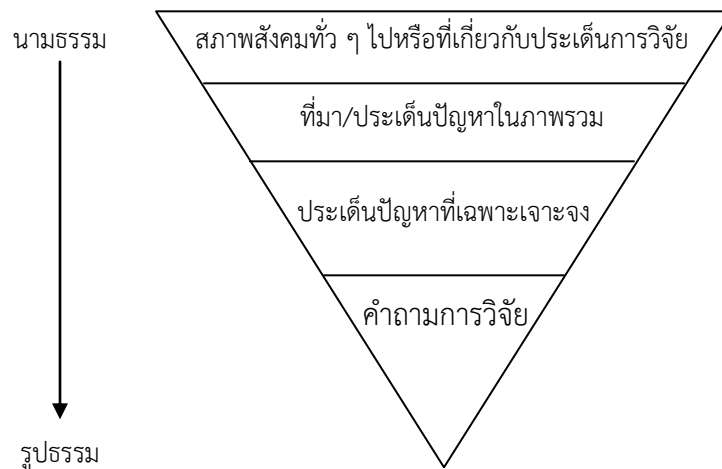 นามธรรม
สภาพสังคมทั่ว ๆ ไปหรือที่เกี่ยวกับประเด็นการวิจัย
ที่มา/ประเด็นปัญหาในภาพรวม
ประเด็นปัญหาที่เฉพาะเจาะจง
คำถามการวิจัย
รูปธรรม